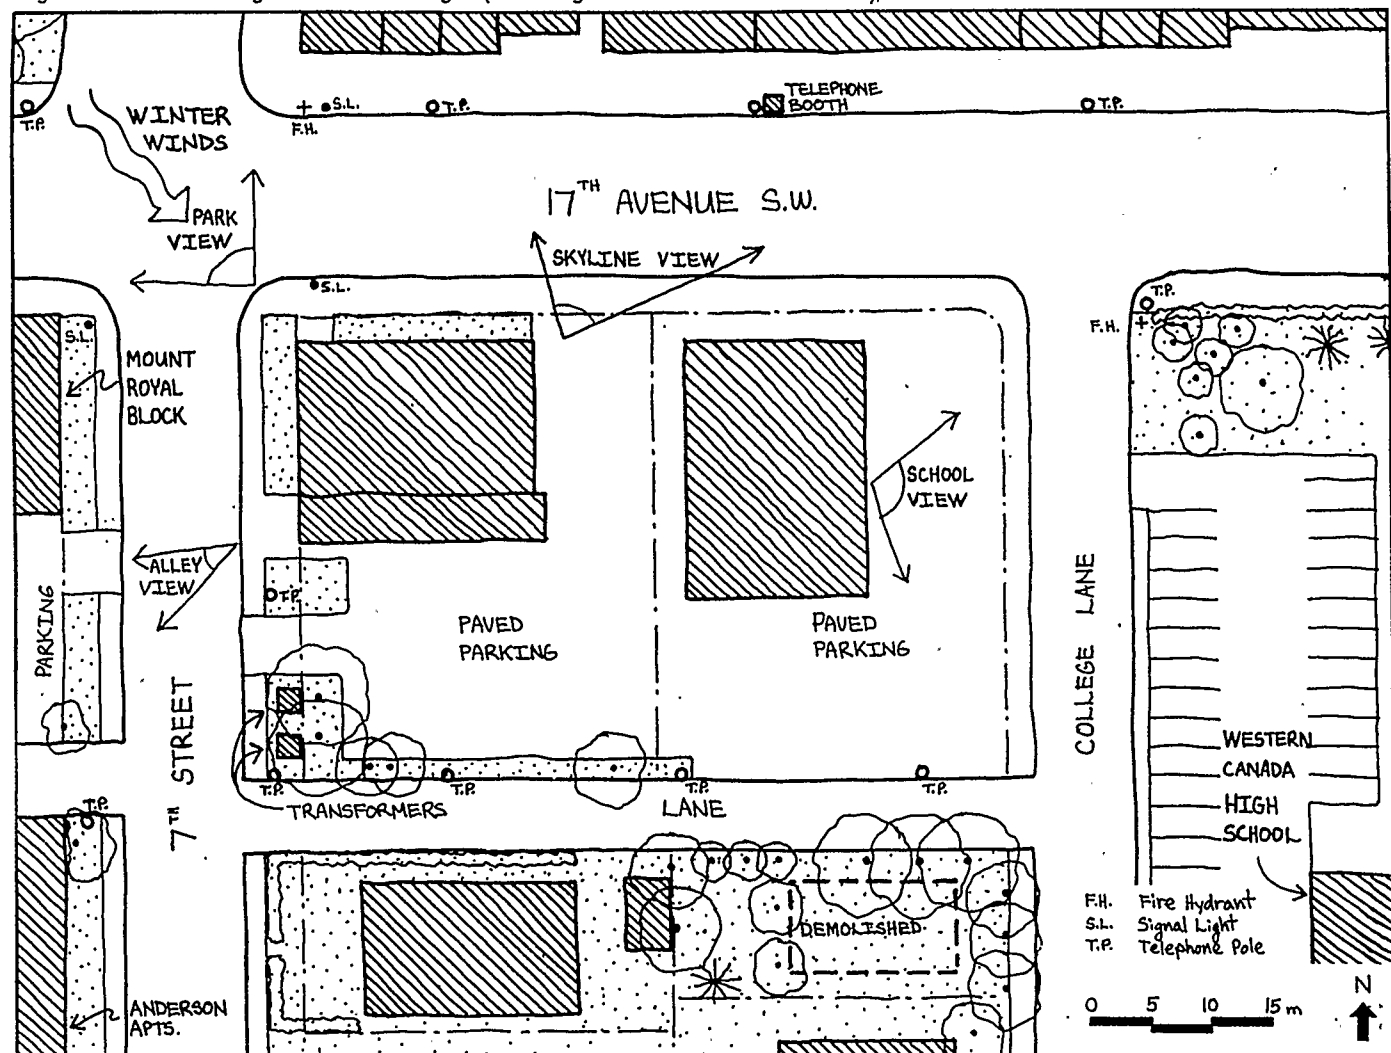 TELEPHONE
BOOTH
S.L.
T.P.
T.P.
T.P.
F.H.
WINTER
WINDS
17TH AVENUE S.W.
PARK
VIEW
SKYLINE VIEW
S.L.
T.P.
F.H.
S.L.
MOUNT
ROYAL
BLOCK
SCHOOL
VIEW
ALLEY
VIEW
T.P.
PARKING
PAVED
PARKING
PAVED
PARKING
COLLEGE LANE
7TH STREET
WESTERN
CANADA
HIGH
SCHOOL
T.P.
T.P.
T.P.
T.P.
TRANSFORMERS
LANE
T.P.
DEMOLISHED
F.H. Fire Hydrant
S.L. Signal Light
T.P. Telephone Pole
ANDERSON
APTS.
0 5 10 15 m
N